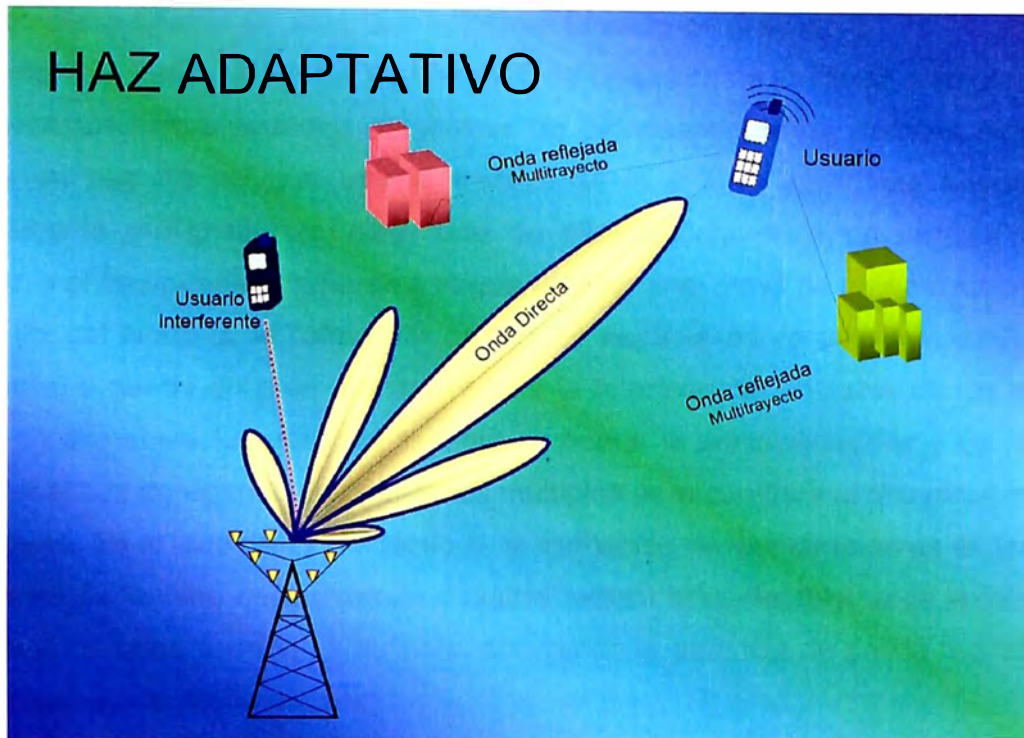 HAZ ADAPTATIVO
Onda reflejada
Multitrayecto
Usuario
Usuario
Interferente
Onda Directa
Onda reflejada
Multitrayecto